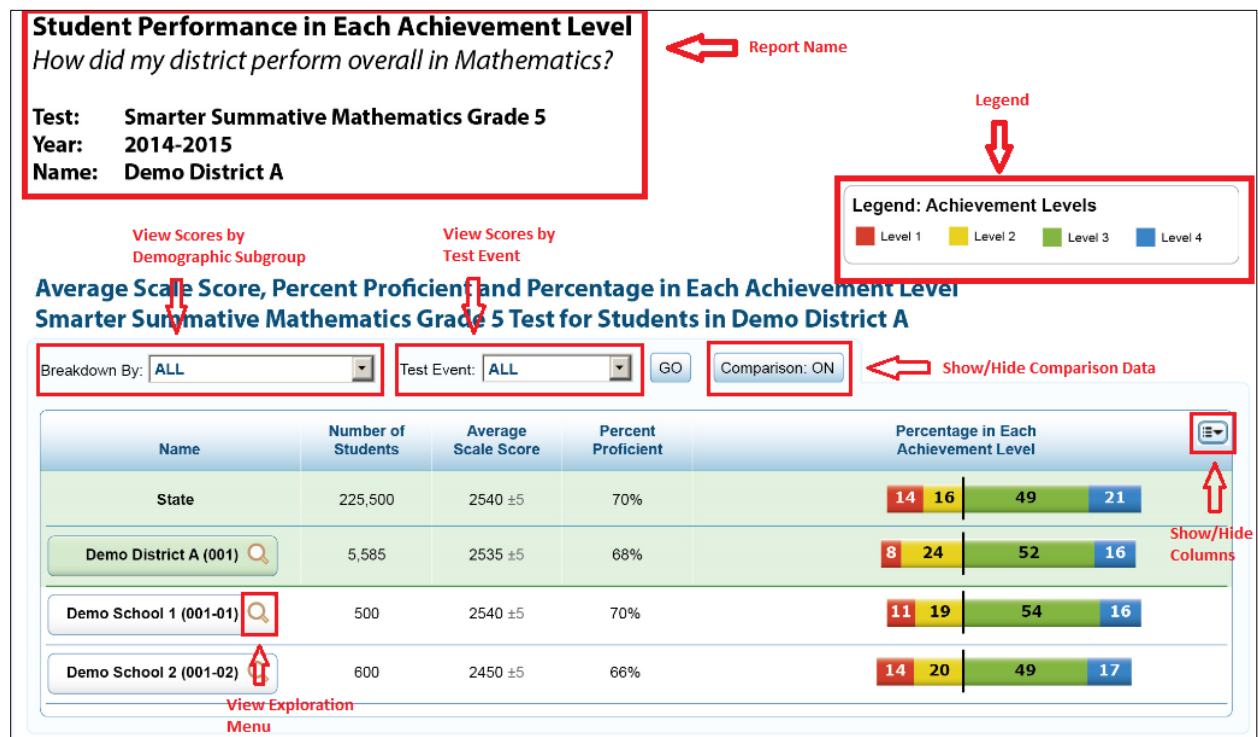 Student Performance in Each Achievement Level
How did my district perform overall in Mathematics?
Report Name
Test: Smarter Summative Mathematics Grade 5
Year: 2014-2015
Name: Demo District A
Legend
Legend: Achievement Levels
Level 1 Level 2 Level 3 Level 4
View Scores by
Demographic Subgroup
View Scores by
Test Event
Average Scale Score, Percent Proficient and Percentage in Each Achievement Level
Smarter Summative Mathematics Grade 5 Test for Students in Demo District A
Breakdown By: ALL Test Event: ALL GO Comparison: ON
Show/Hide Comparison Data
Name
Number of
Students
Average
Scale Score
Percent
Proficient
Percentage in Each
Achievement Level
State 225,500 2540 ±5 70% 14 16 49 21
Show/Hide
Columns
Demo District A (001) 5,585 2535 ±5 68% 8 24 52 16
Demo School 1 (001-01) 500 2540 ±5 70% 11 19 54 16
Demo School 2 (001-02) 600 2450 ±5 66% 14 20 49 17
View Exploration
Menu